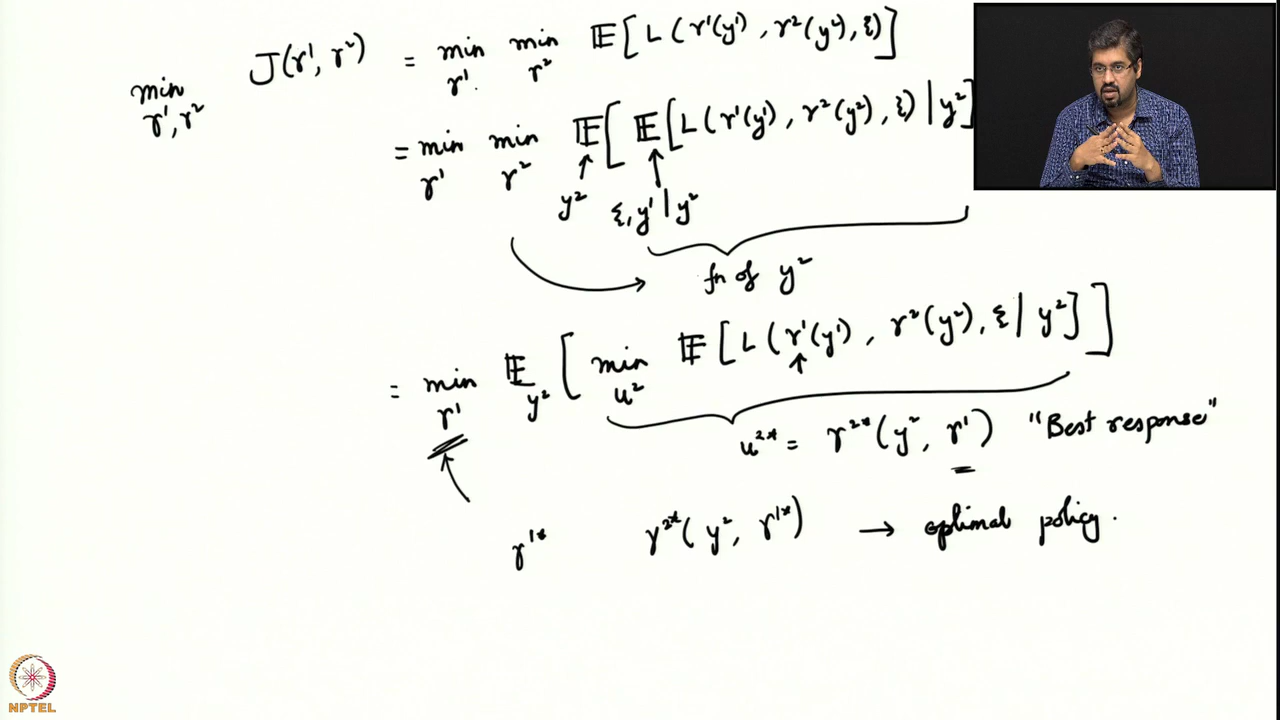 min J(γ¹, γ²) = min min 𝔼[L(γ¹(y¹), γ²(y²), ξ)]
γ¹, γ² γ¹ γ²
= min min 𝔼[𝔼[L(γ¹(y¹), γ²(y²), ξ) | y²]
γ¹ γ² ↑ ↑
y² ξ, y¹ | y²
fn of y²
= min 𝔼 [min 𝔼[L(γ¹(y¹), γ²(y²), ξ | y²]]
γ¹ y² u² ↑
u²* = γ²*(y², γ¹) "Best response"
γ¹* γ²*(y², γ¹*) → optimal policy.
NPTEL